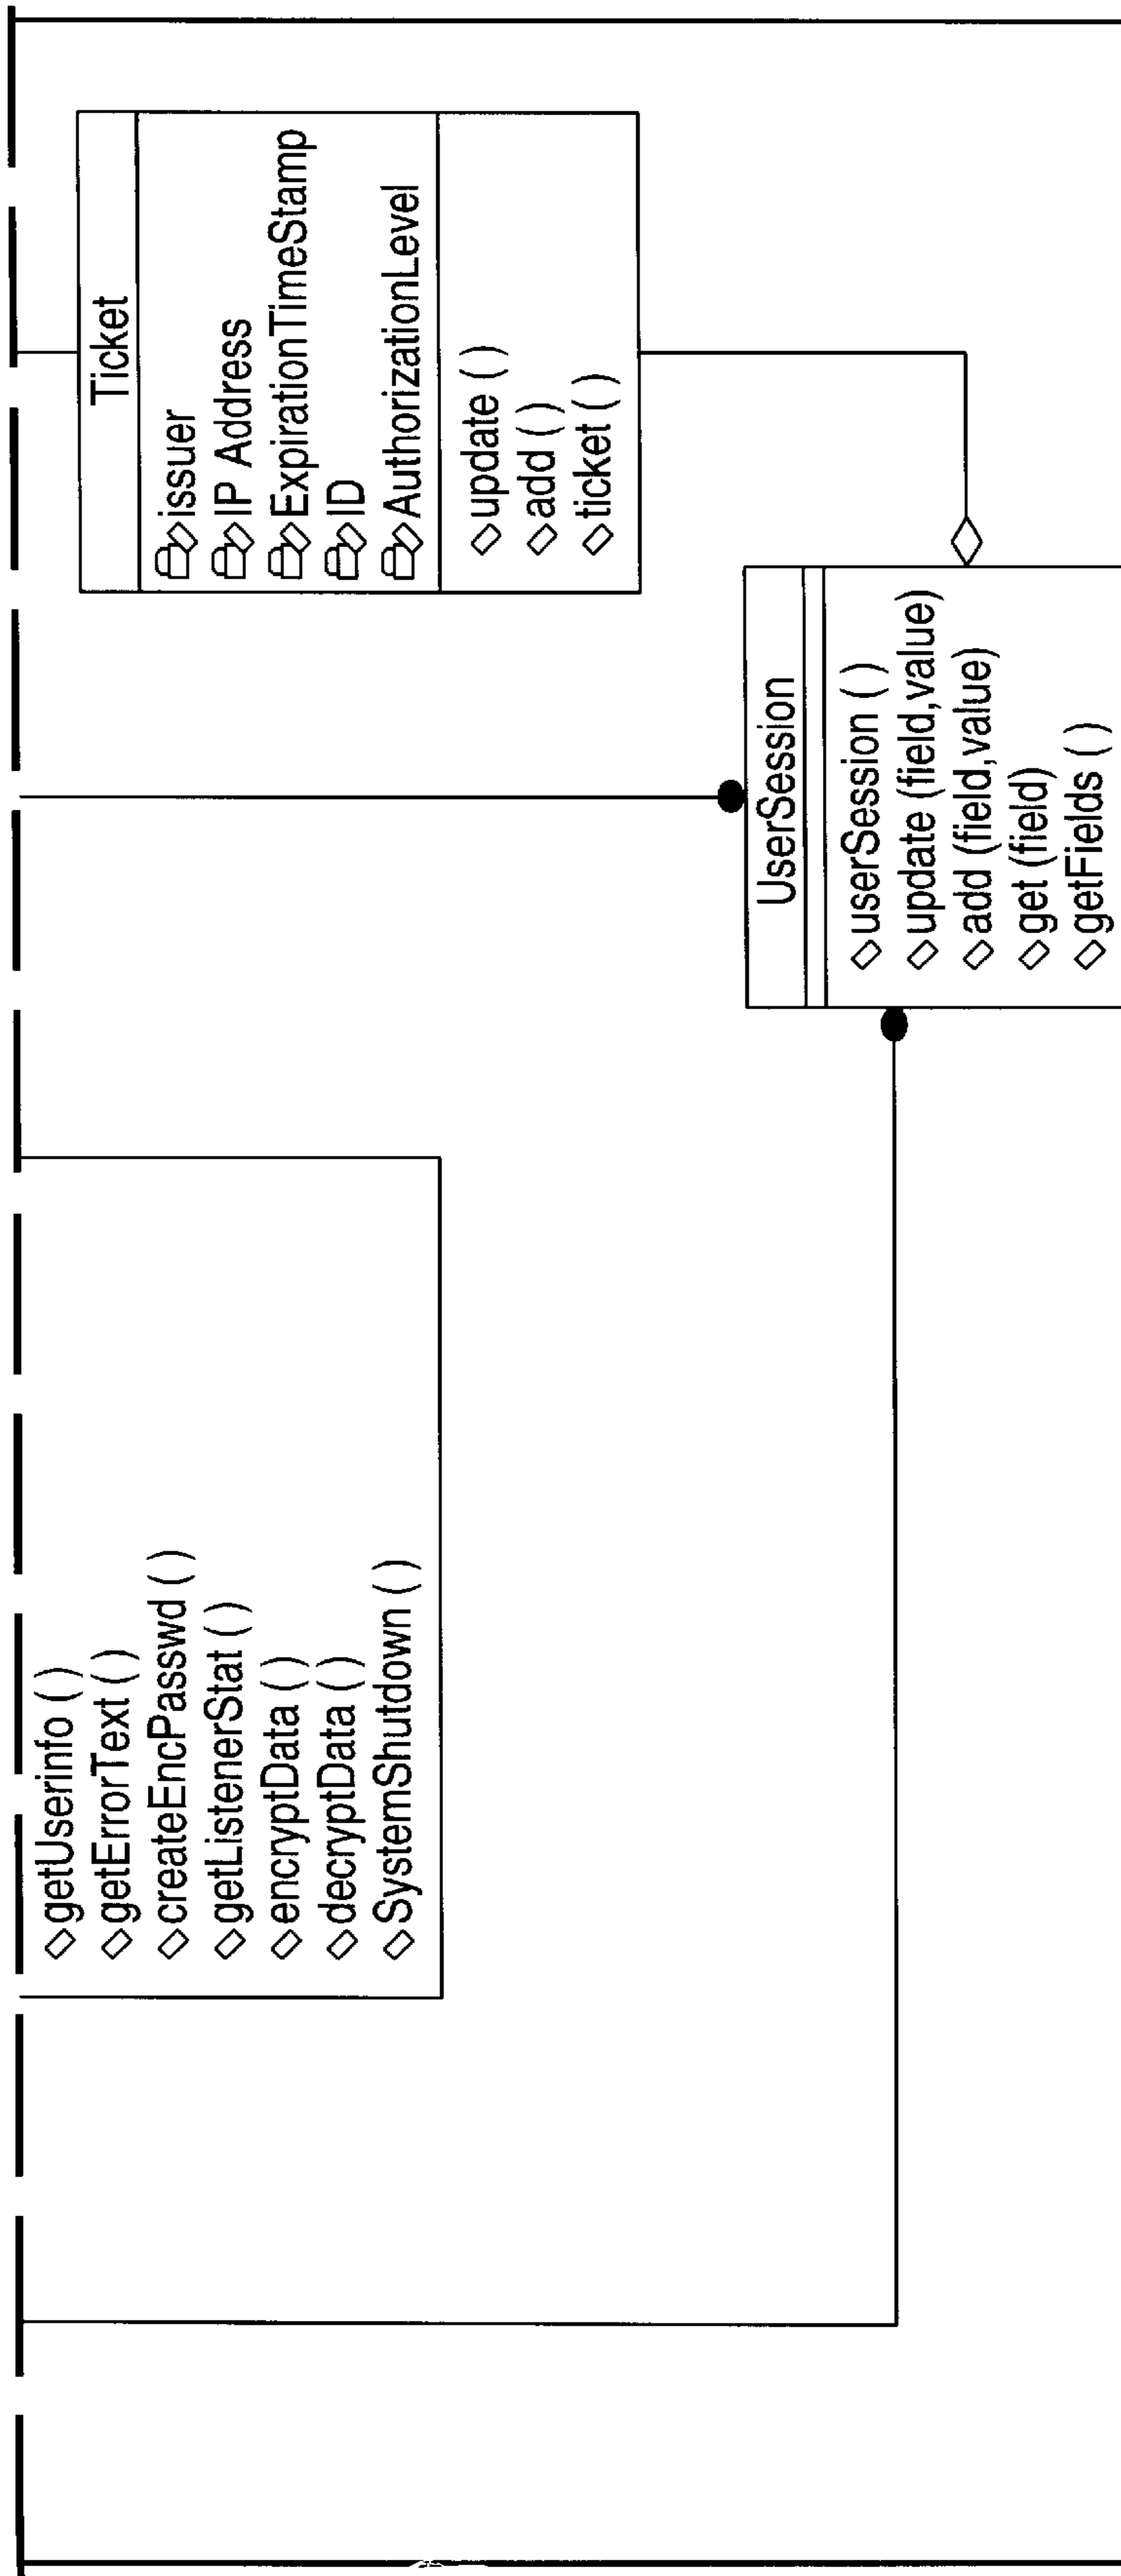 getUserinfo ( )
getErrorText ( )
createEncPasswd ( )
getListenerStat ( )
encryptData ( )
decryptData ( )
SystemShutdown ( )
Ticket
issuer
IP Address
ExpirationTimeStamp
ID
AuthorizationLevel
update ( )
add ( )
ticket ( )
UserSession
userSession ( )
update (field,value)
add (field,value)
get (field)
getFields ( )